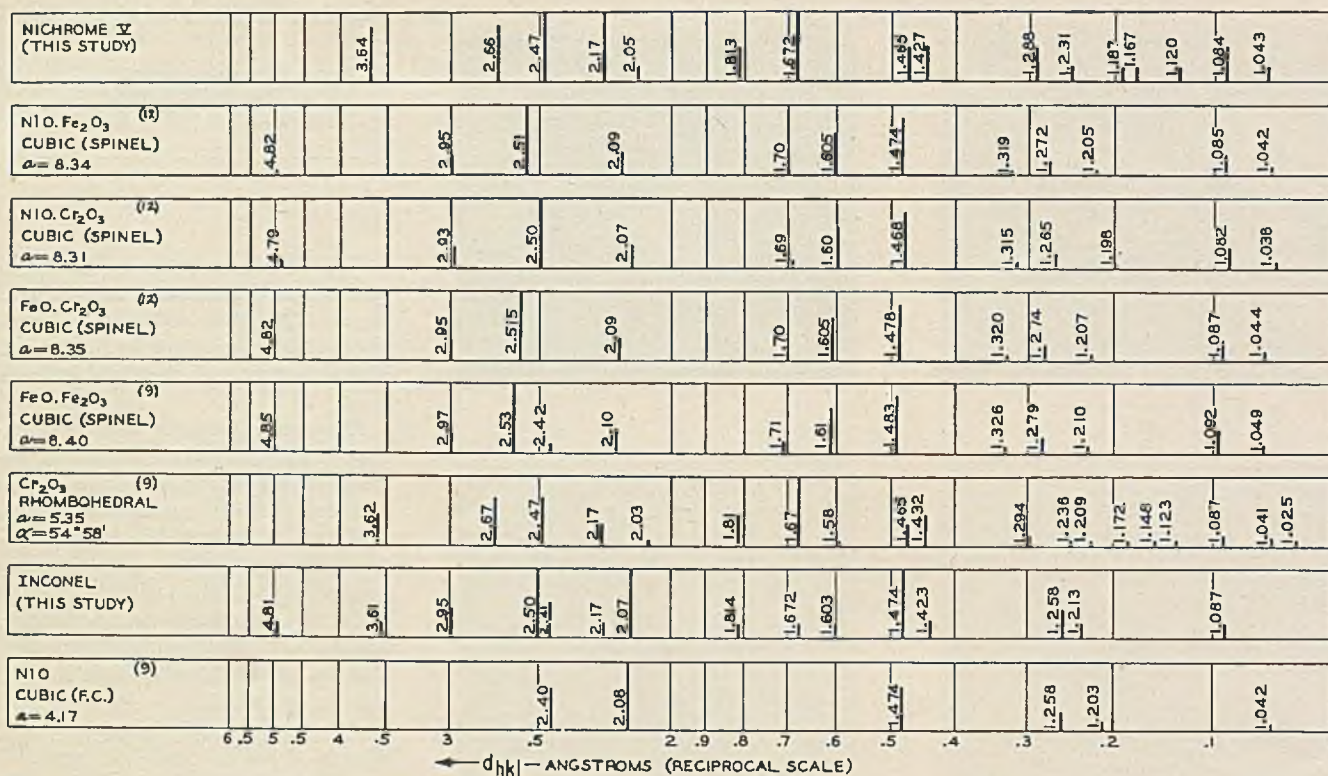 NICHROME V
(THIS STUDY)
3.64 2.66 2.47 2.17 2.05 1.813 1.672 1.465 1.427 1.288 1.231 1.187 1.167 1.120 1.084 1.043
NIO.Fe2O3 (12)
CUBIC (SPINEL)
a = 8.34
4.82 2.95 2.51 2.09 1.70 1.605 1.474 1.319 1.272 1.205 1.085 1.042
NIO.Cr2O3 (12)
CUBIC (SPINEL)
a = 8.31
4.79 2.93 2.50 2.07 1.69 1.60 1.468 1.315 1.265 1.198 1.082 1.038
FeO.Cr2O3 (12)
CUBIC (SPINEL)
a = 8.35
4.82 2.95 2.515 2.09 1.70 1.605 1.478 1.320 1.274 1.207 1.087 1.044
FeO.Fe2O3 (9)
CUBIC (SPINEL)
a = 8.40
4.85 2.97 2.53 2.42 2.10 1.71 1.61 1.483 1.326 1.279 1.210 1.092 1.049
Cr2O3 (9)
RHOMBOHEDRAL
a = 5.35
α = 54°58'
3.62 2.67 2.47 2.17 2.03 1.81 1.67 1.58 1.465 1.432 1.294 1.238 1.209 1.172 1.148 1.123 1.087 1.041 1.025
INCONEL
(THIS STUDY)
4.81 3.61 2.95 2.50 2.41 2.17 2.07 1.814 1.672 1.603 1.474 1.423 1.258 1.213 1.087
NIO (9)
CUBIC (F.C.)
a = 4.17
2.40 2.08 1.474 1.258 1.203 1.042
6 .5 5 .5 4 .5 3 .5 2 .9 .8 .7 .6 .5 .4 .3 .2 .1
← dhkl — ANGSTROMS (RECIPROCAL SCALE)